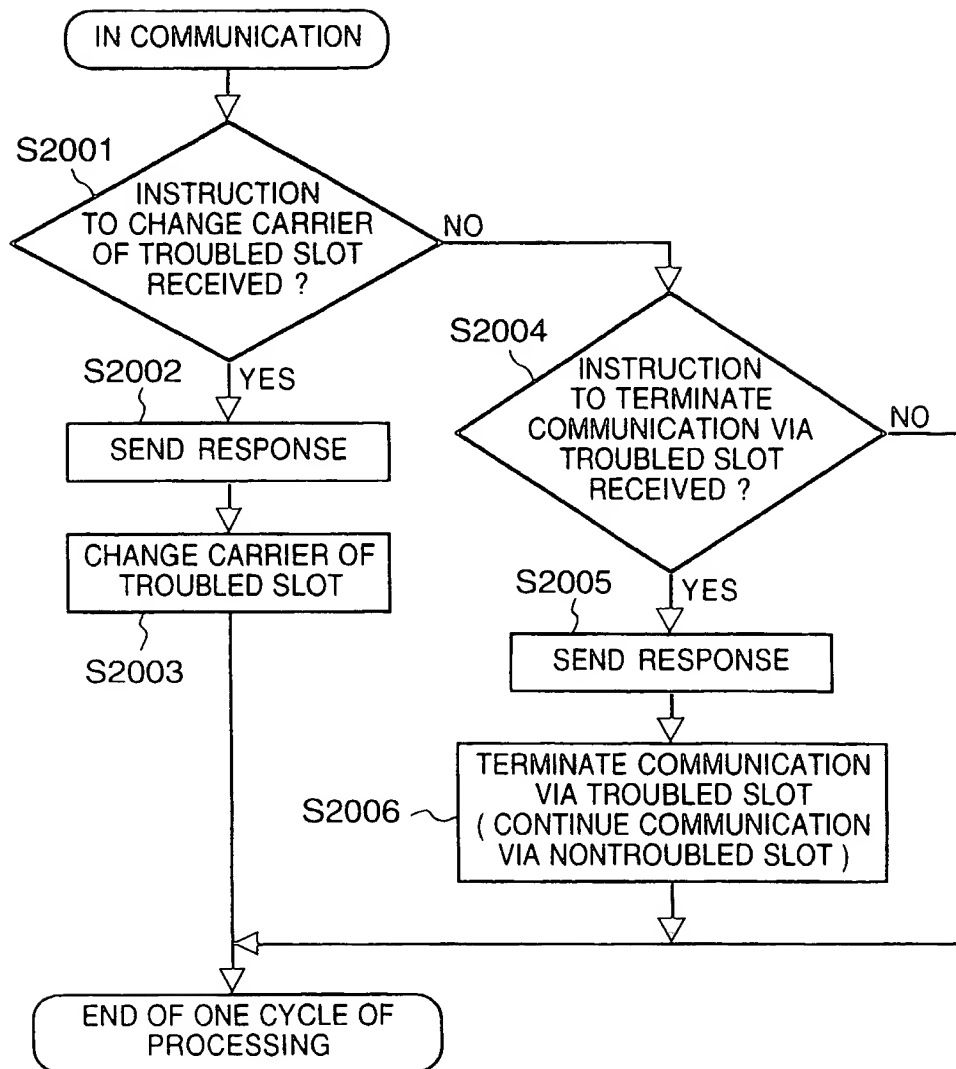 IN COMMUNICATION
S2001
INSTRUCTION
TO CHANGE CARRIER
OF TROUBLED SLOT
RECEIVED ?
NO
YES
S2002
SEND RESPONSE
CHANGE CARRIER OF
TROUBLED SLOT
S2003
S2004
INSTRUCTION
TO TERMINATE
COMMUNICATION VIA
TROUBLED SLOT
RECEIVED ?
NO
YES
S2005
SEND RESPONSE
TERMINATE COMMUNICATION
VIA TROUBLED SLOT
( CONTINUE COMMUNICATION
VIA NONTROUBLED SLOT )
S2006
END OF ONE CYCLE OF
PROCESSING